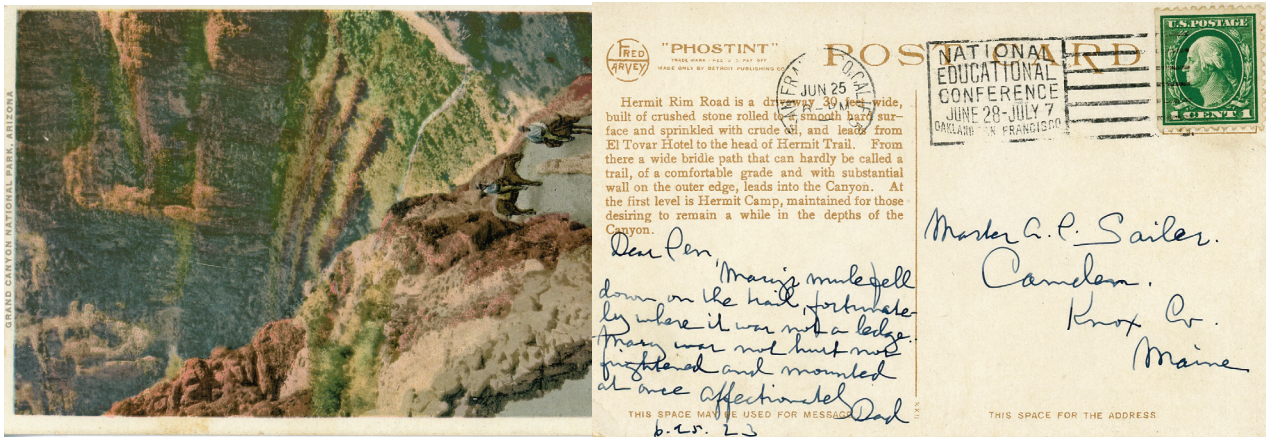 GRAND CANYON NATIONAL PARK, ARIZONA
FRED
HARVEY
"PHOSTINT"
TRADE MARK - REG. U. S. PAT. OFF.
MADE ONLY BY DETROIT PUBLISHING CO.
POST CARD
Hermit Rim Road is a driveway 30 feet wide,
built of crushed stone rolled to a smooth hard sur-
face and sprinkled with crude oil, and leads from
El Tovar Hotel to the head of Hermit Trail. From
there a wide bridle path that can hardly be called a
trail, of a comfortable grade and with substantial
wall on the outer edge, leads into the Canyon. At
the first level is Hermit Camp, maintained for those
desiring to remain a while in the depths of the
Canyon.
Dear Pen,
Mary's mule fell
down on the trail, fortunate-
ly where it was not a ledge.
Mary was not hurt nor
frightened and mounted
at once affectionately
Dad
THIS SPACE MAY BE USED FOR MESSAGE
6. 25. 23
SAN FRANCISCO, CALIF.
JUN 25
PM
NATIONAL
EDUCATIONAL
CONFERENCE
JUNE 28-JULY 7
OAKLAND SAN FRANCISCO
U.S. POSTAGE
1 CENT 1
Master A. P. Sailer.
Camden.
Knox Co.
Maine
THIS SPACE FOR THE ADDRESS